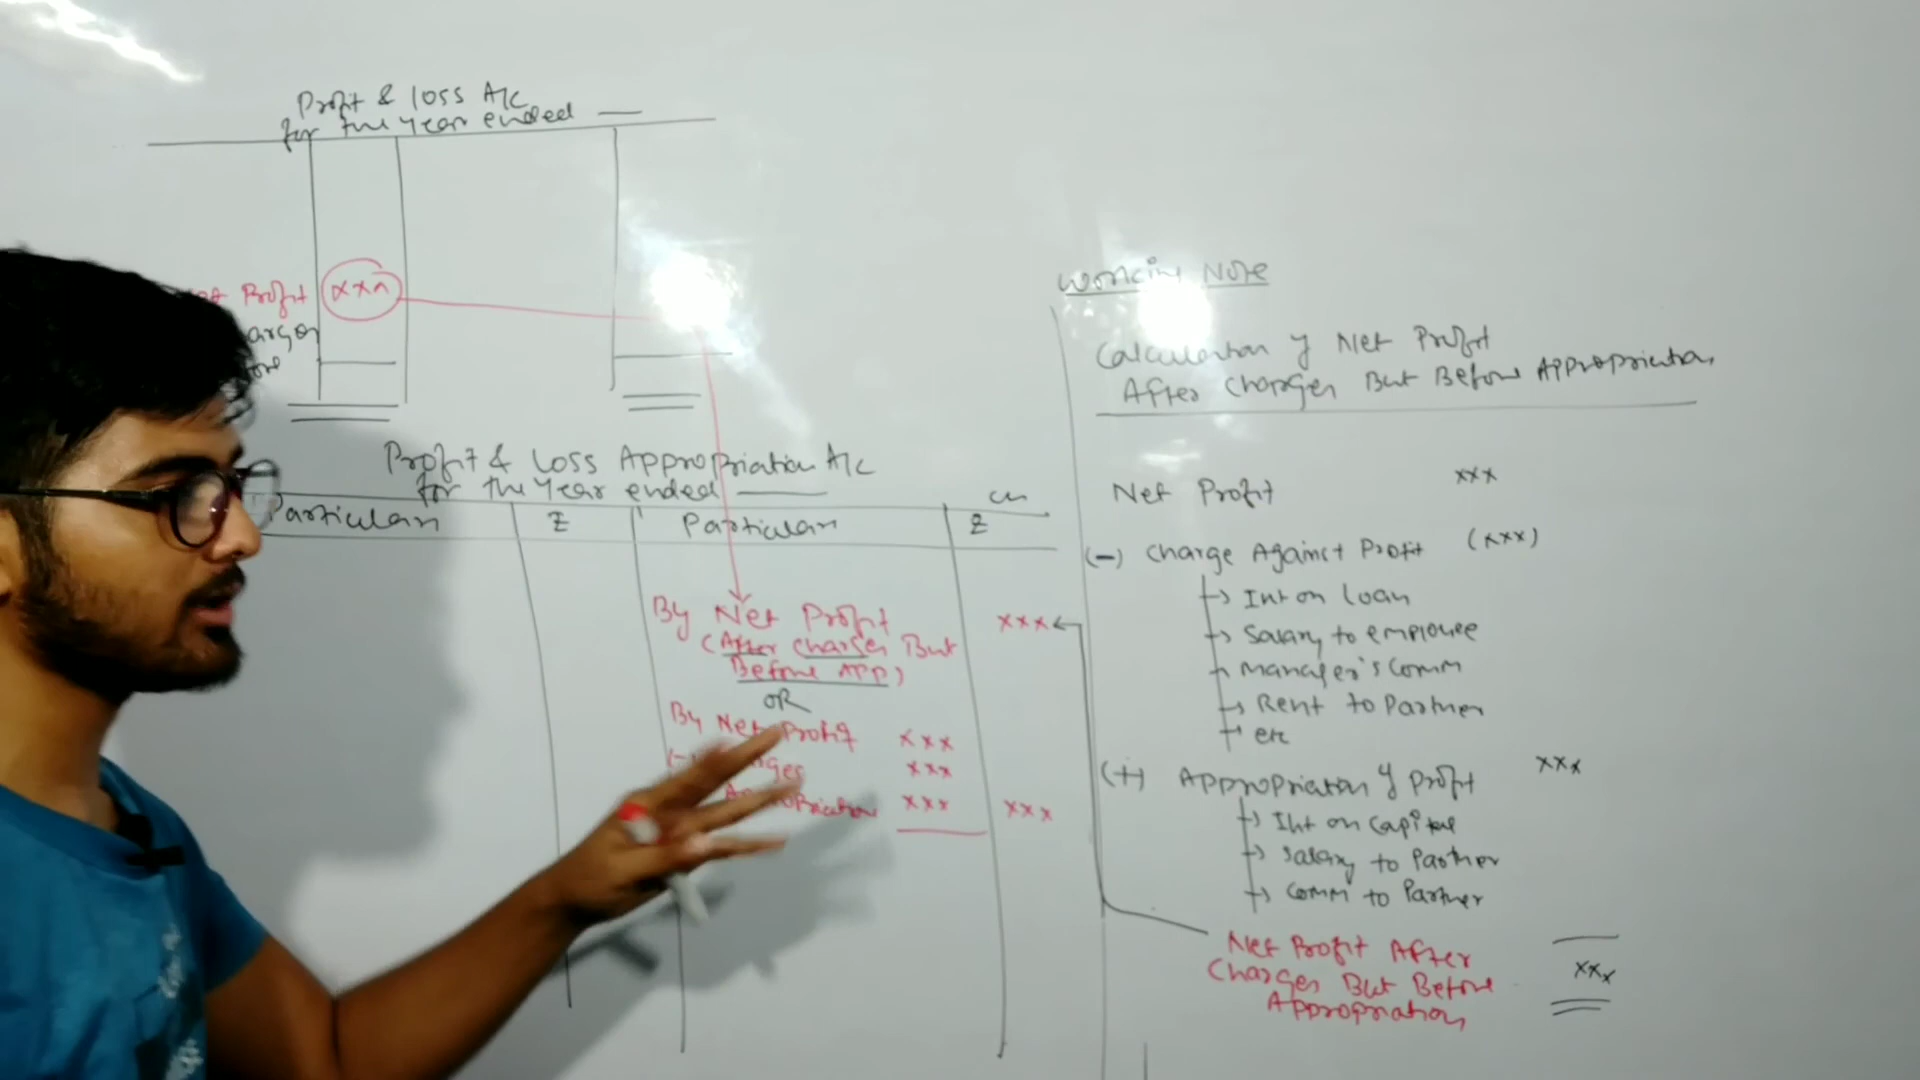 Profit & Loss A/C
for the Year ended —
Net Profit xxx
Profit & Loss Appropriation A/C
for the Year ended ——
Cr
Particulars ₹ Particulars ₹
By Net Profit xxx
(After Charges But
Before APP)
OR
By Net Profit xxx
(-) xxx
xxx xxx
Working Note
Calculation of Net Profit
After Charges But Before Appropriation
Net Profit xxx
(-) Charge Against Profit (xxx)
→ Int on Loan
→ Salary to employee
→ Manager's Comm
→ Rent to Partner
→ etc
(+) Appropriation of Profit xxx
→ Int on Capital
→ Salary to Partner
→ Comm to Partner
Net Profit After
Charges But Before
Appropriation xxx